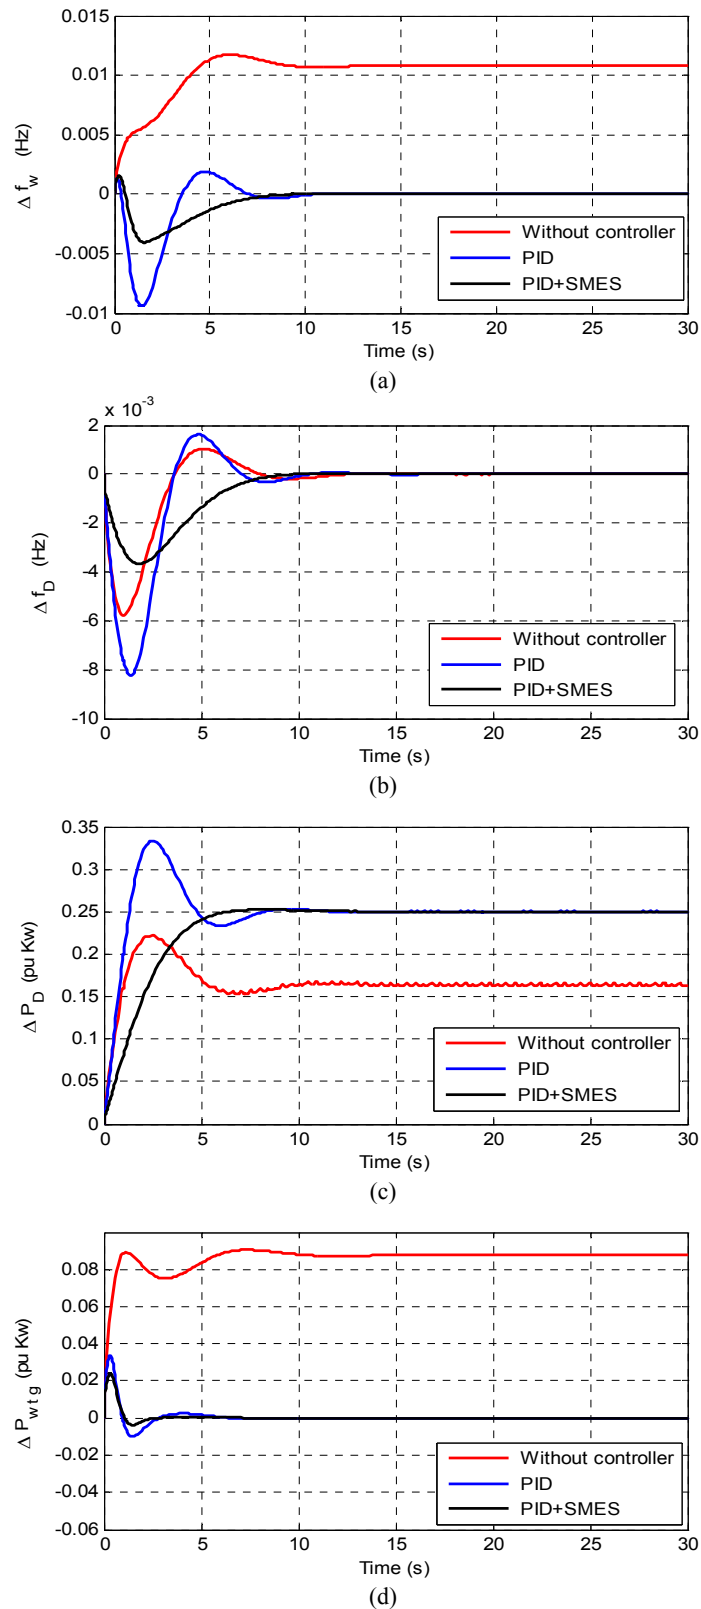 0.015
0.01
0.005
0
-0.005
-0.01
Δ f_w (Hz)
Without controller
PID
PID+SMES
0 5 10 15 20 25 30
Time (s)
(a)
x 10^-3
2
0
-2
-4
-6
-8
-10
Δ f_D (Hz)
Without controller
PID
PID+SMES
0 5 10 15 20 25 30
Time (s)
(b)
0.35
0.3
0.25
0.2
0.15
0.1
0.05
0
Δ P_D (pu Kw)
Without controller
PID
PID+SMES
0 5 10 15 20 25 30
Time (s)
(c)
0.08
0.06
0.04
0.02
0
-0.02
-0.04
-0.06
Δ P_wtg (pu Kw)
Without controller
PID
PID+SMES
0 5 10 15 20 25 30
Time (s)
(d)